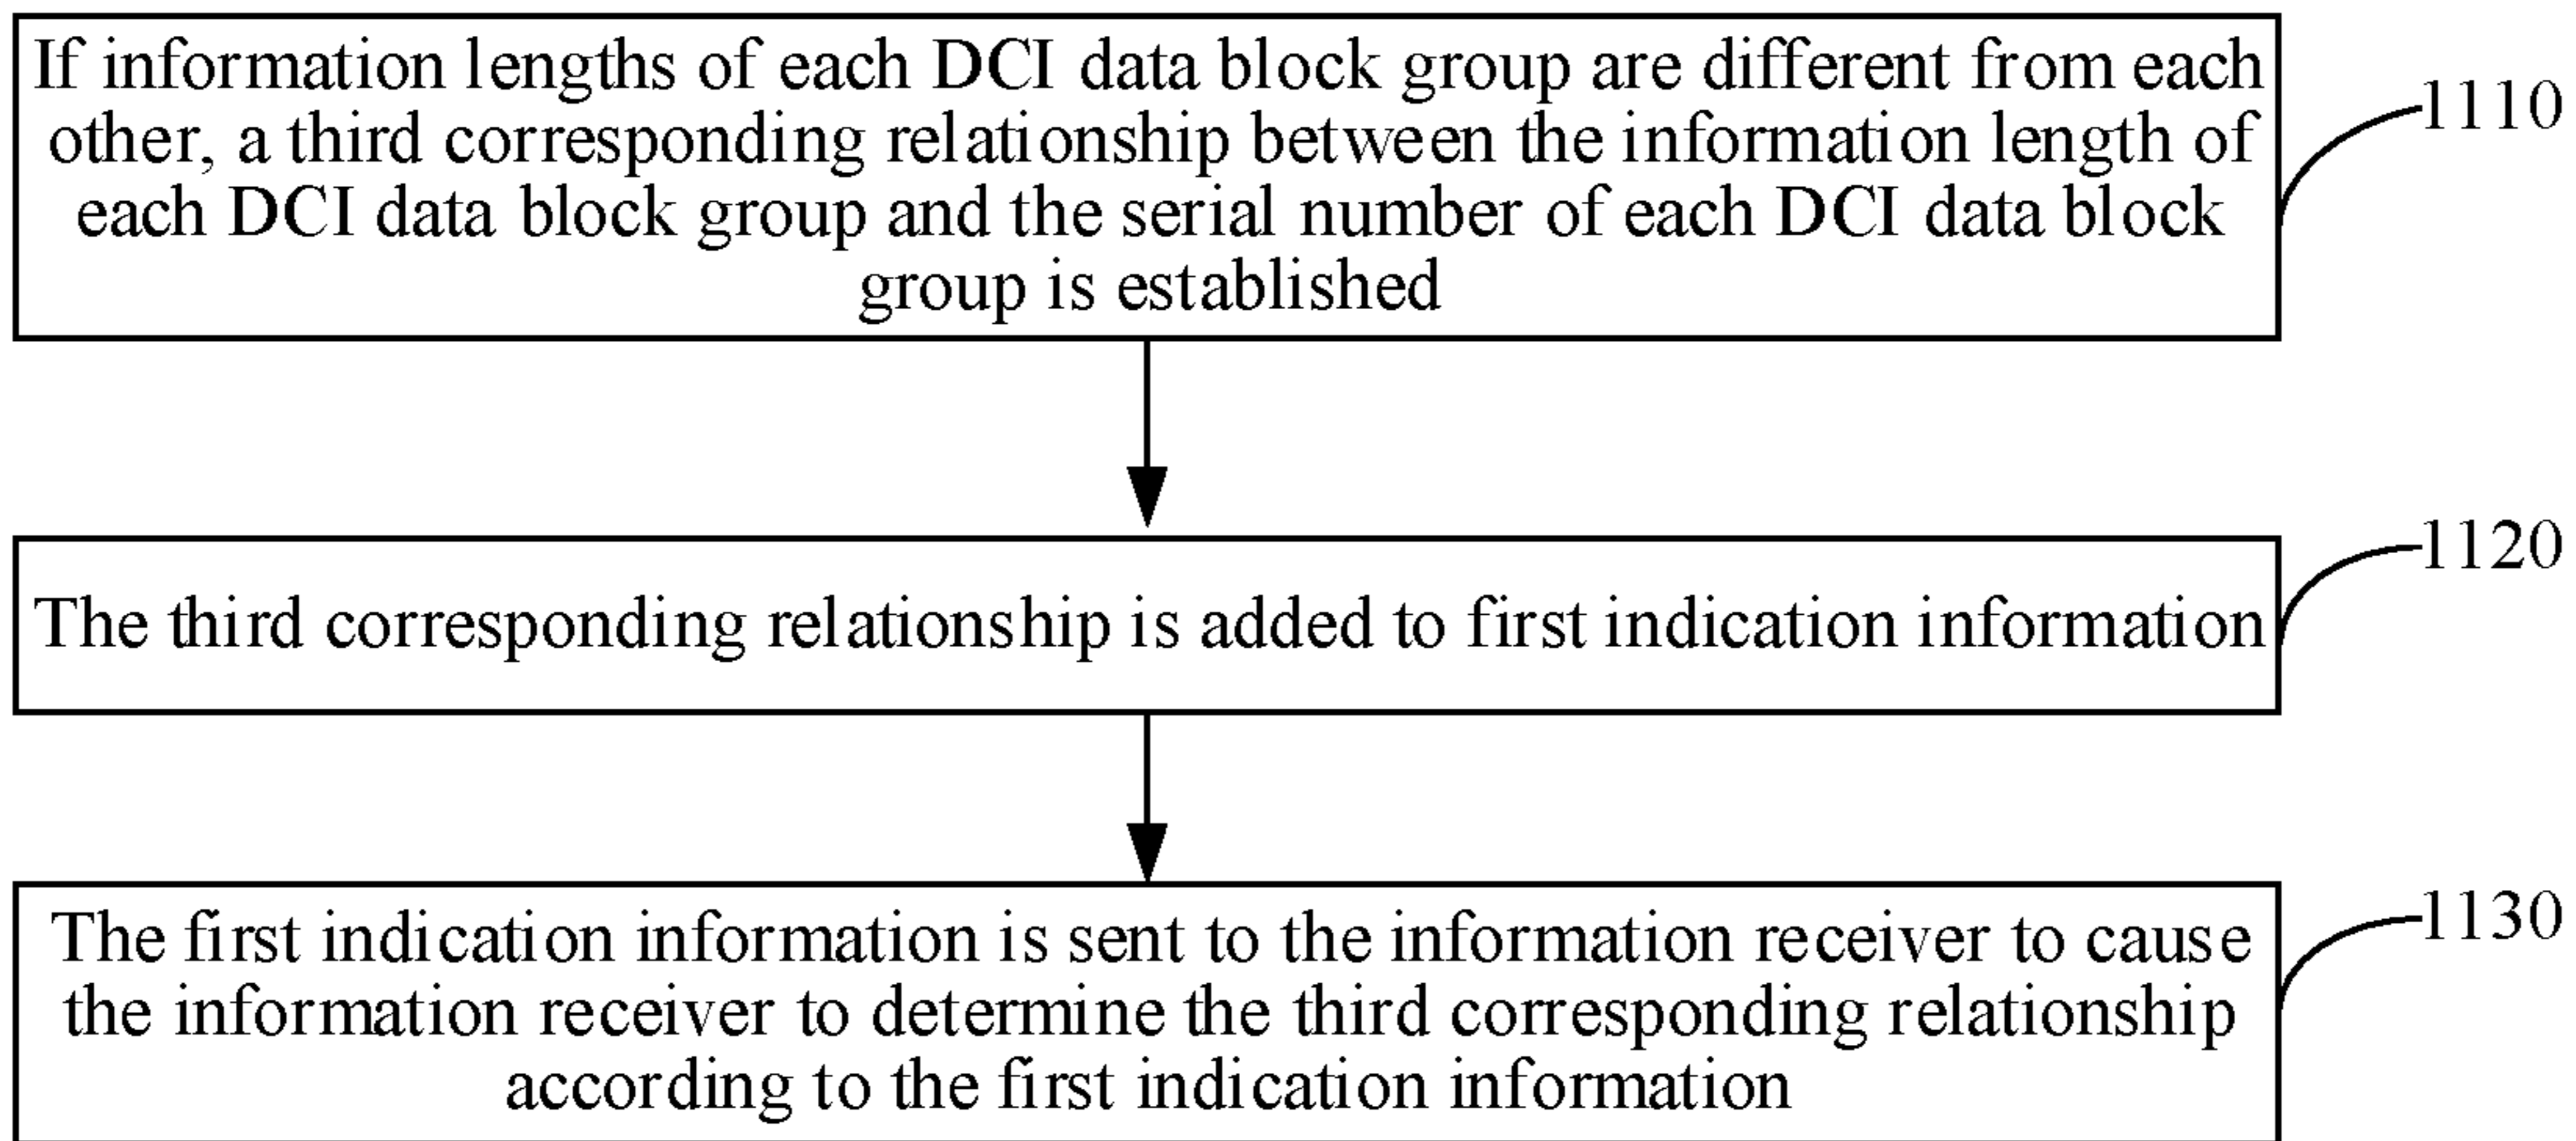 If information lengths of each DCI data block group are different from each
other, a third corresponding relationship between the information length of
each DCI data block group and the serial number of each DCI data block
group is established
1110
The third corresponding relationship is added to first indication information
1120
The first indication information is sent to the information receiver to cause
the information receiver to determine the third corresponding relationship
according to the first indication information
1130